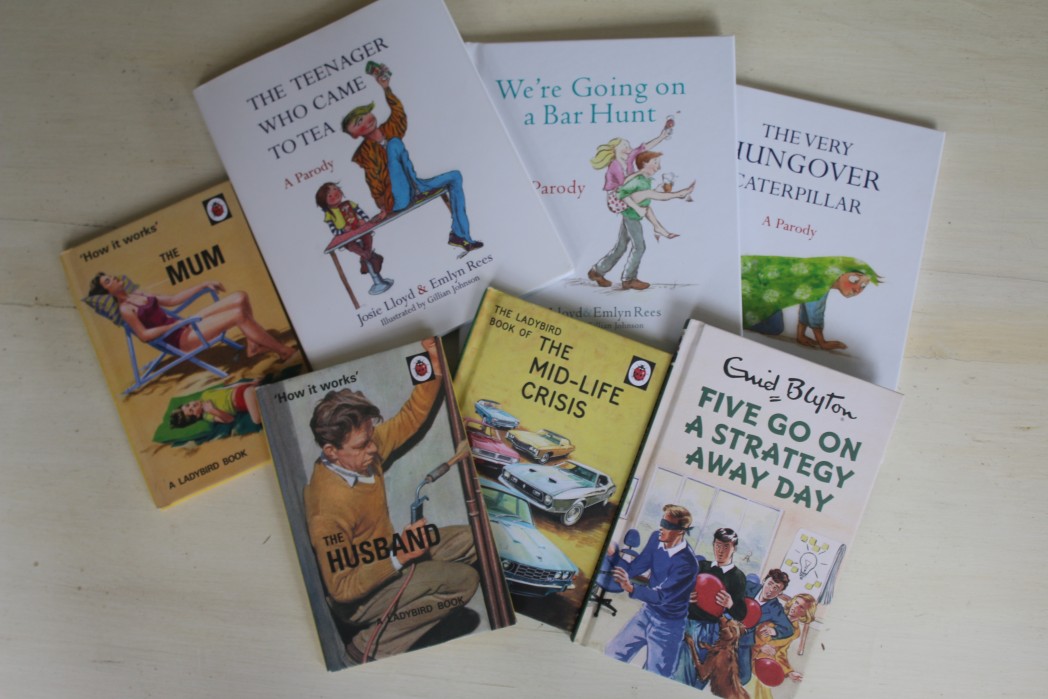 THE TEENAGER
WHO CAME
TO TEA
A Parody
Josie Lloyd & Emlyn Rees
Illustrated by Gillian Johnson
We're Going on
a Bar Hunt
Parody
Lloyd & Emlyn Rees
Gillian Johnson
THE VERY
HUNGOVER
CATERPILLAR
A Parody
'How it works'
THE
MUM
A LADYBIRD BOOK
'How it works'
THE
HUSBAND
A LADYBIRD BOOK
THE LADYBIRD
BOOK OF THE
MID-LIFE
CRISIS
Enid Blyton
FIVE GO ON
A STRATEGY
AWAY DAY